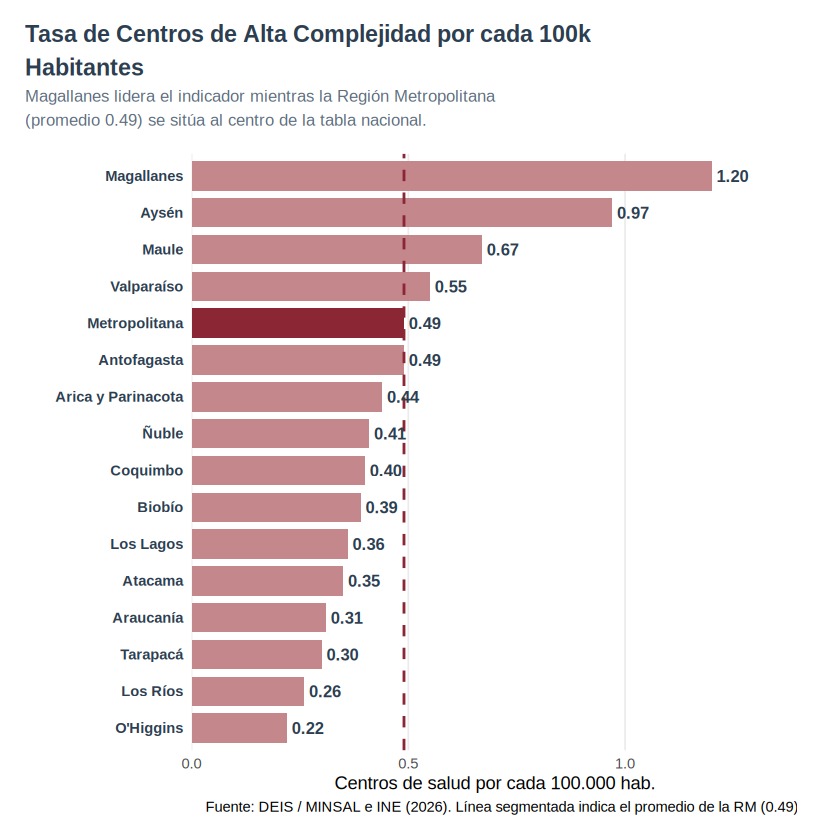 Tasa de Centros de Alta Complejidad por cada 100k
Habitantes
Magallanes lidera el indicador mientras la Región Metropolitana
(promedio 0.49) se sitúa al centro de la tabla nacional.
Magallanes 1.20
Aysén 0.97
Maule 0.67
Valparaíso 0.55
Metropolitana 0.49
Antofagasta 0.49
Arica y Parinacota 0.44
Ñuble 0.41
Coquimbo 0.40
Biobío 0.39
Los Lagos 0.36
Atacama 0.35
Araucanía 0.31
Tarapacá 0.30
Los Ríos 0.26
O'Higgins 0.22
0.0 0.5 1.0
Centros de salud por cada 100.000 hab.
Fuente: DEIS / MINSAL e INE (2026). Línea segmentada indica el promedio de la RM (0.49)